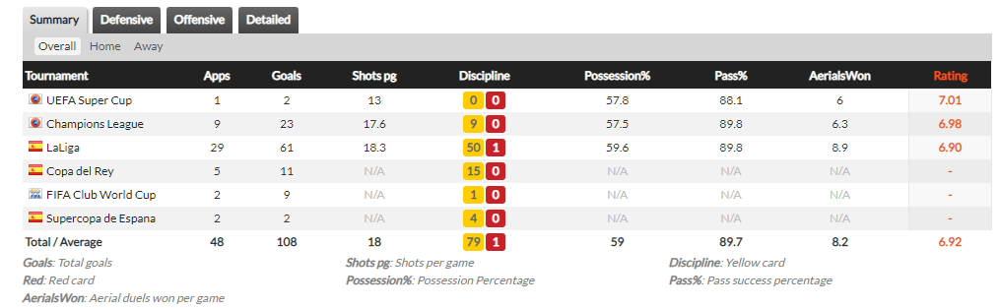 Summary Defensive Offensive Detailed
Overall Home Away
Tournament Apps Goals Shots pg Discipline Possession% Pass% AerialsWon Rating
UEFA Super Cup 1 2 13 0 0 57.8 88.1 6 7.01
Champions League 9 23 17.6 9 0 57.5 89.8 6.3 6.98
LaLiga 29 61 18.3 50 1 59.6 89.8 8.9 6.90
Copa del Rey 5 11 N/A 15 0 N/A N/A N/A -
FIFA Club World Cup 2 9 N/A 1 0 N/A N/A N/A -
Supercopa de Espana 2 2 N/A 4 0 N/A N/A N/A -
Total / Average 48 108 18 79 1 59 89.7 8.2 6.92
Goals: Total goals Shots pg: Shots per game Discipline: Yellow card
Red: Red card Possession%: Possession Percentage Pass%: Pass success percentage
AerialsWon: Aerial duels won per game